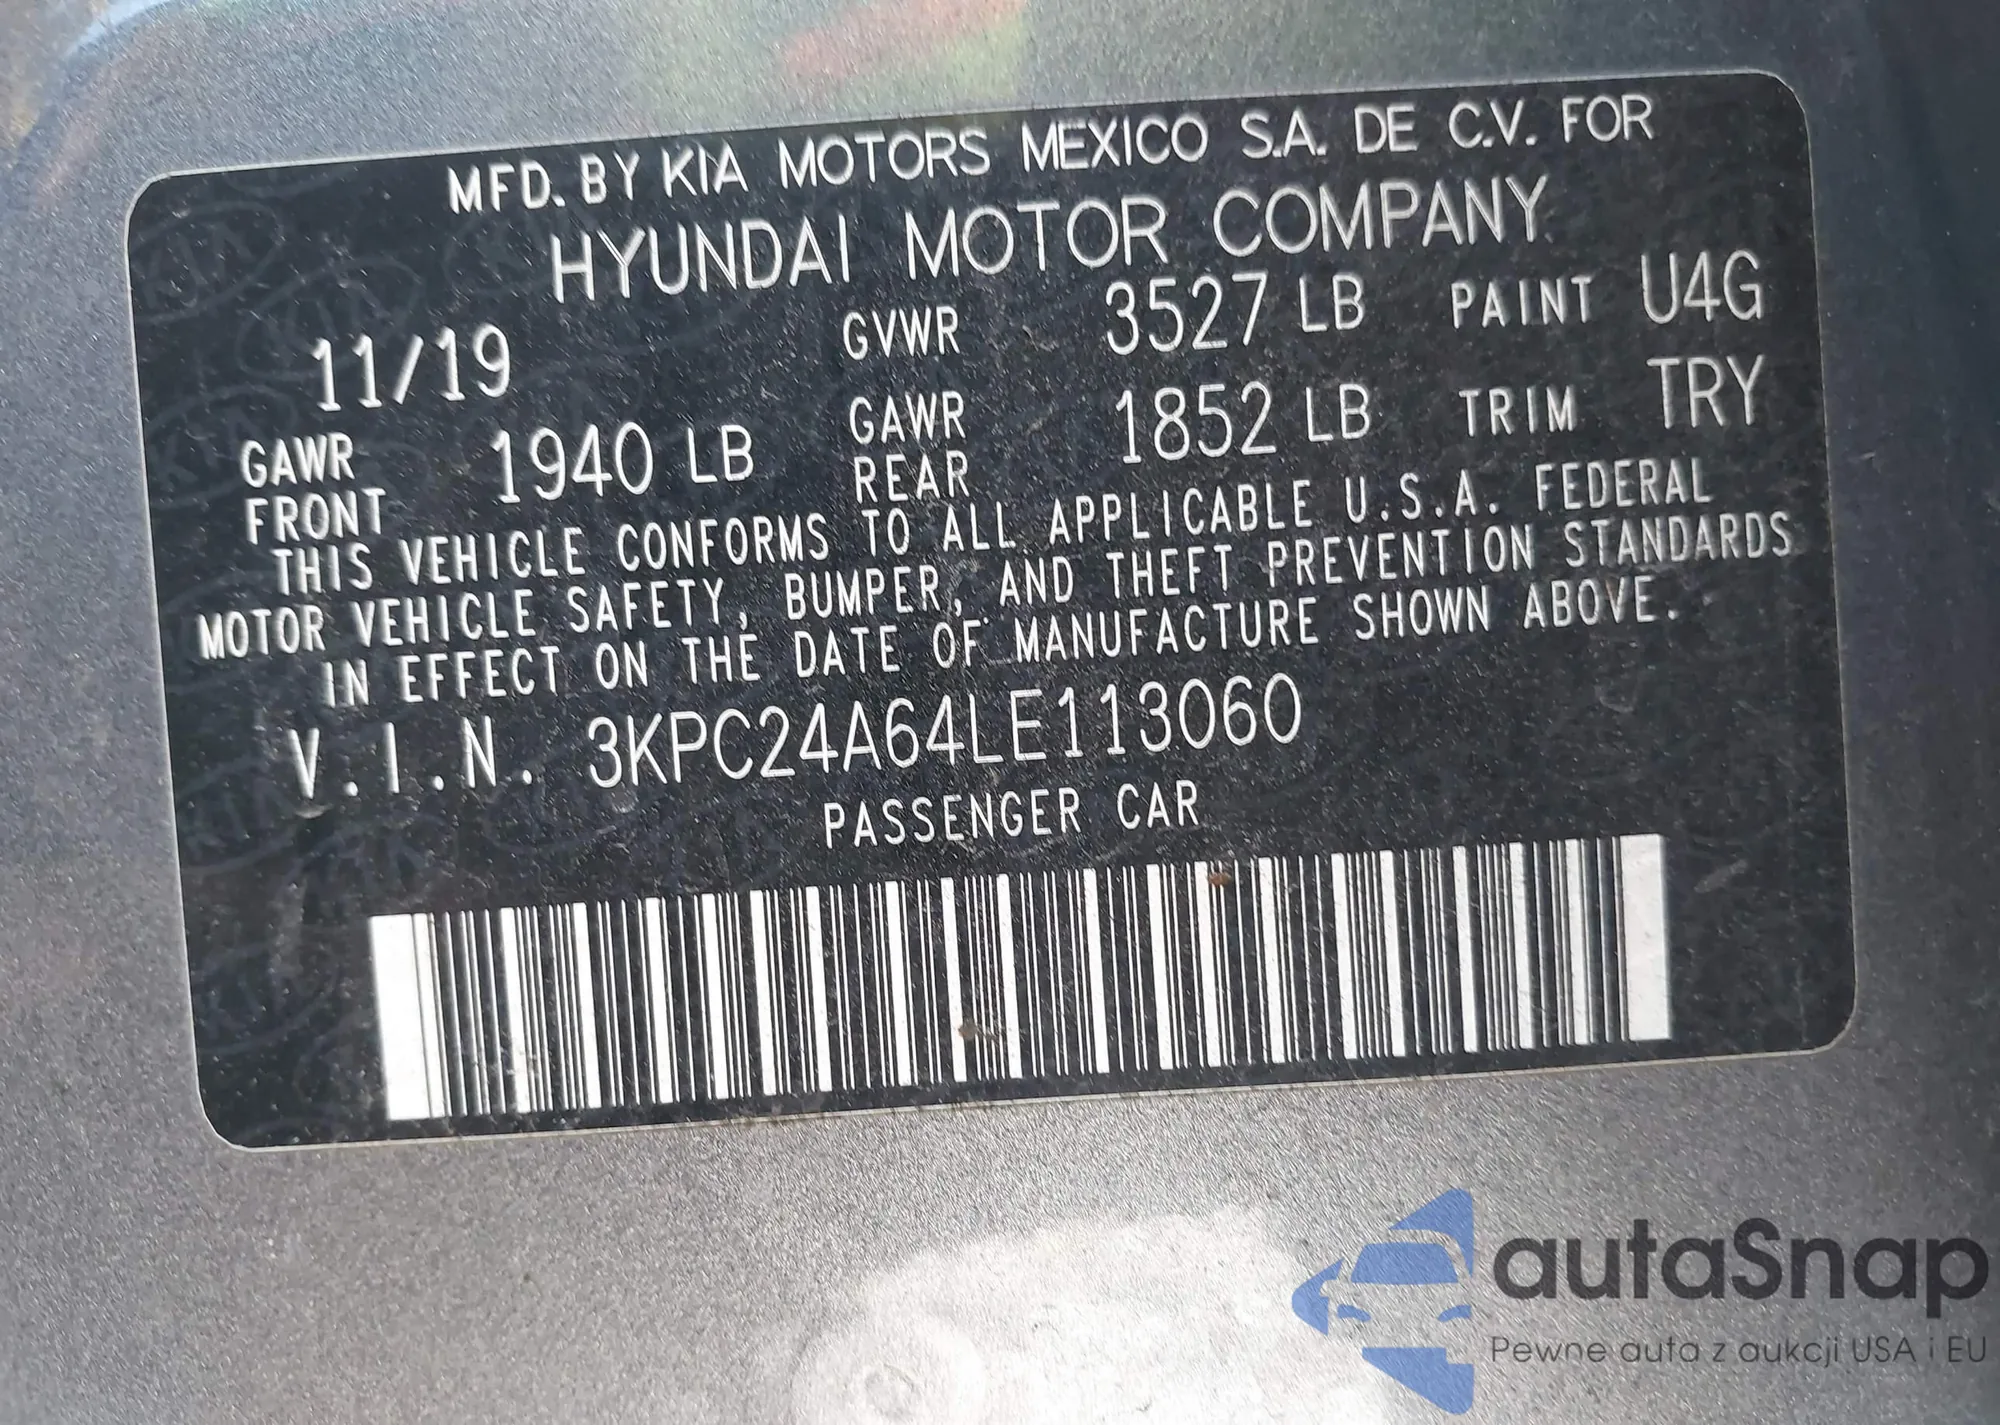 MFD. BY KIA MOTORS MEXICO S.A. DE C.V. FOR
HYUNDAI MOTOR COMPANY
11/19 GVWR 3527 LB PAINT U4G
GAWR FRONT 1940 LB GAWR REAR 1852 LB TRIM TRY
THIS VEHICLE CONFORMS TO ALL APPLICABLE U.S.A. FEDERAL
MOTOR VEHICLE SAFETY, BUMPER, AND THEFT PREVENTION STANDARDS
IN EFFECT ON THE DATE OF MANUFACTURE SHOWN ABOVE.
V.I.N. 3KPC24A64LE113060
PASSENGER CAR
autaSnap
Pewne auta z aukcji USA i EU